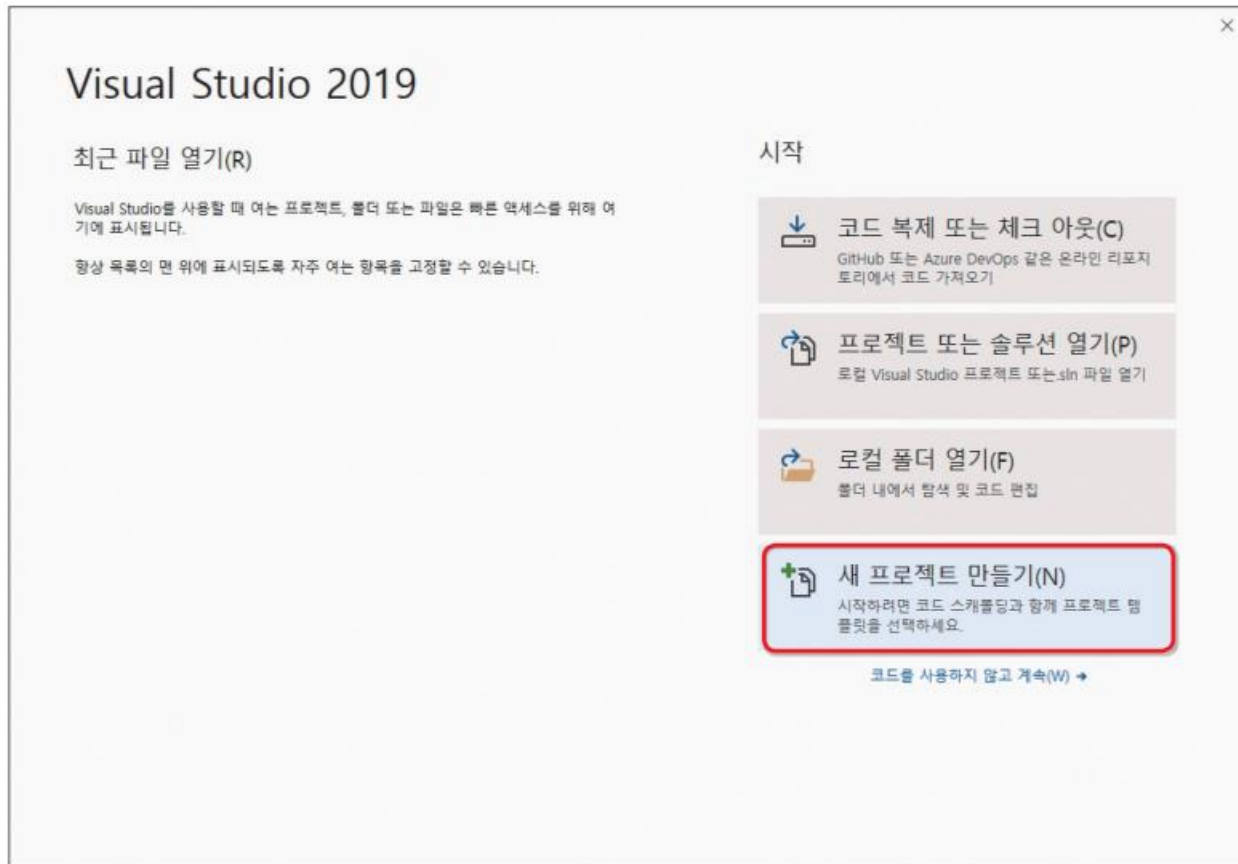 Visual Studio 2019
최근 파일 열기(R)
Visual Studio를 사용할 때 여는 프로젝트, 폴더 또는 파일은 빠른 액세스를 위해 여
기에 표시됩니다.
항상 목록의 맨 위에 표시되도록 자주 여는 항목을 고정할 수 있습니다.
시작
코드 복제 또는 체크 아웃(C)
GitHub 또는 Azure DevOps 같은 온라인 리포지
토리에서 코드 가져오기
프로젝트 또는 솔루션 열기(P)
로컬 Visual Studio 프로젝트 또는.sln 파일 열기
로컬 폴더 열기(F)
폴더 내에서 탐색 및 코드 편집
새 프로젝트 만들기(N)
시작하려면 코드 스캐폴딩과 함께 프로젝트 템
플릿을 선택하세요.
코드를 사용하지 않고 계속(W) →